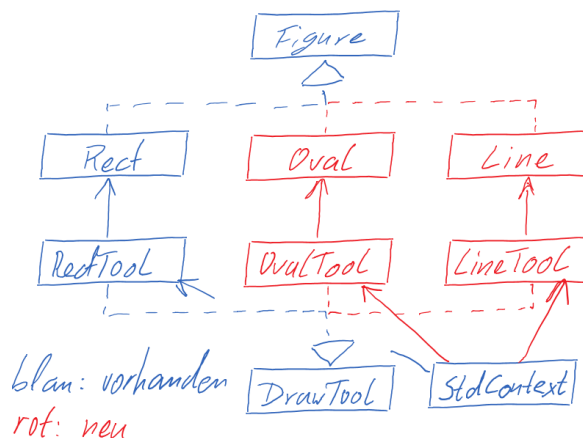 Figure
Rect Oval Line
RectTool OvalTool LineTool
blau: vorhanden
DrawTool StdContext
rot: neu